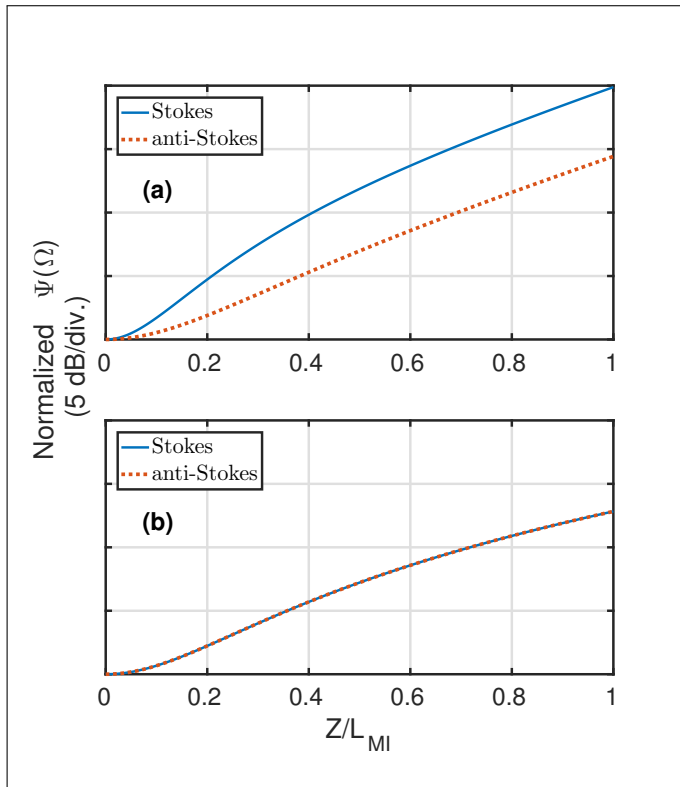 Stokes
anti-Stokes
(a)
0 0.2 0.4 0.6 0.8 1
Normalized Ψ(Ω)
(5 dB/div.)
Stokes
anti-Stokes
(b)
0 0.2 0.4 0.6 0.8 1
Z/L_MI